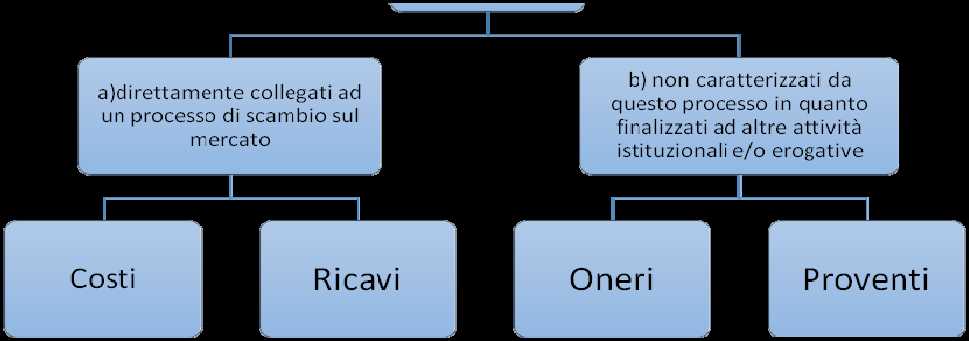 a)direttamente collegati ad
un processo di scambio sul
mercato
b) non caratterizzati da
questo processo in quanto
finalizzati ad altre attività
istituzionali e/o erogative
Costi
Ricavi
Oneri
Proventi